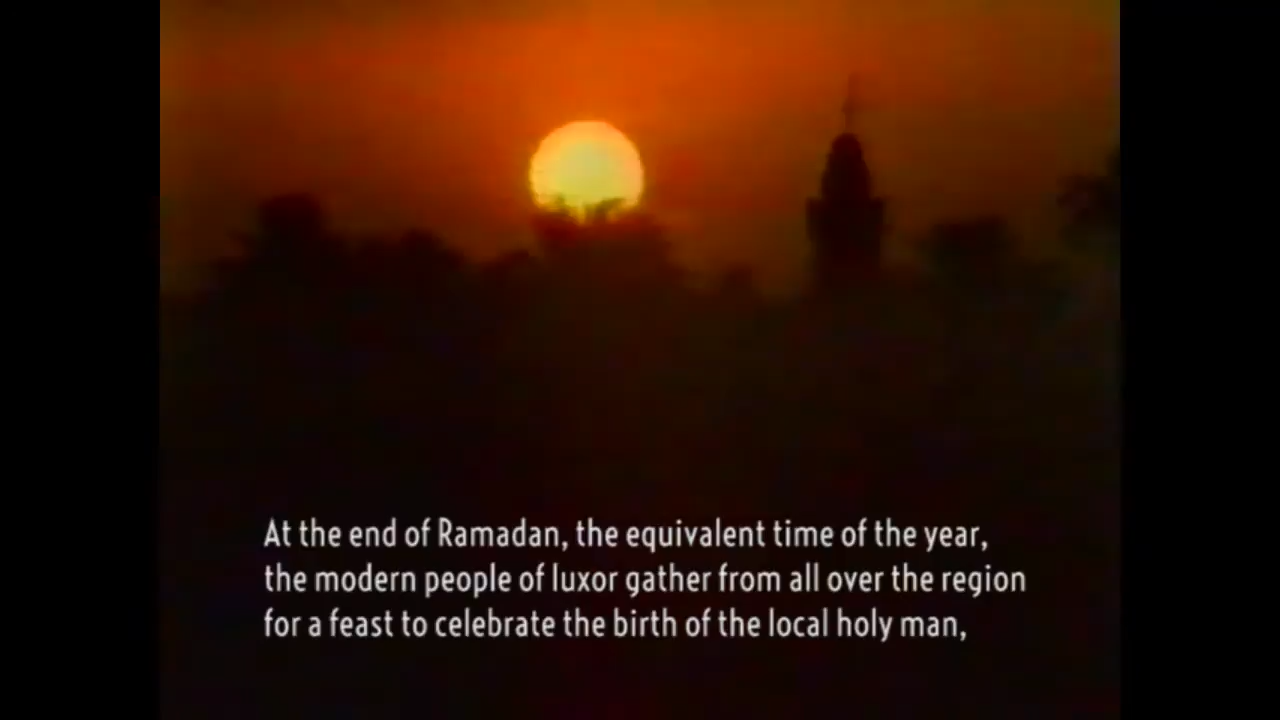 At the end of Ramadan, the equivalent time of the year,
the modern people of luxor gather from all over the region
for a feast to celebrate the birth of the local holy man,